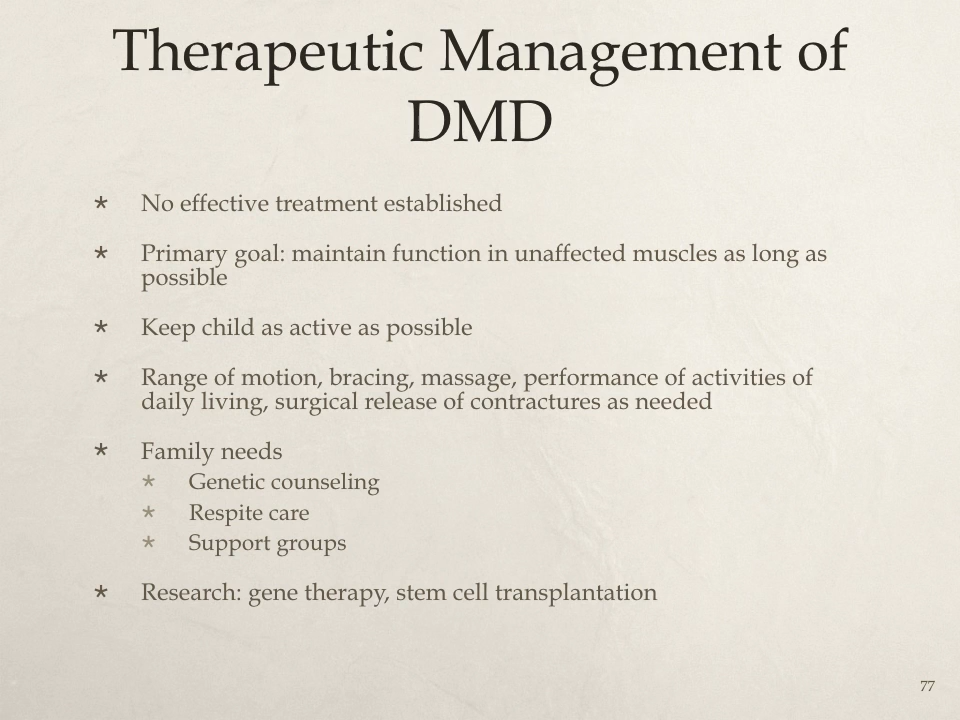 Therapeutic Management of
DMD
* No effective treatment established
* Primary goal: maintain function in unaffected muscles as long as
possible
* Keep child as active as possible
* Range of motion, bracing, massage, performance of activities of
daily living, surgical release of contractures as needed
* Family needs
* Genetic counseling
* Respite care
* Support groups
* Research: gene therapy, stem cell transplantation
77